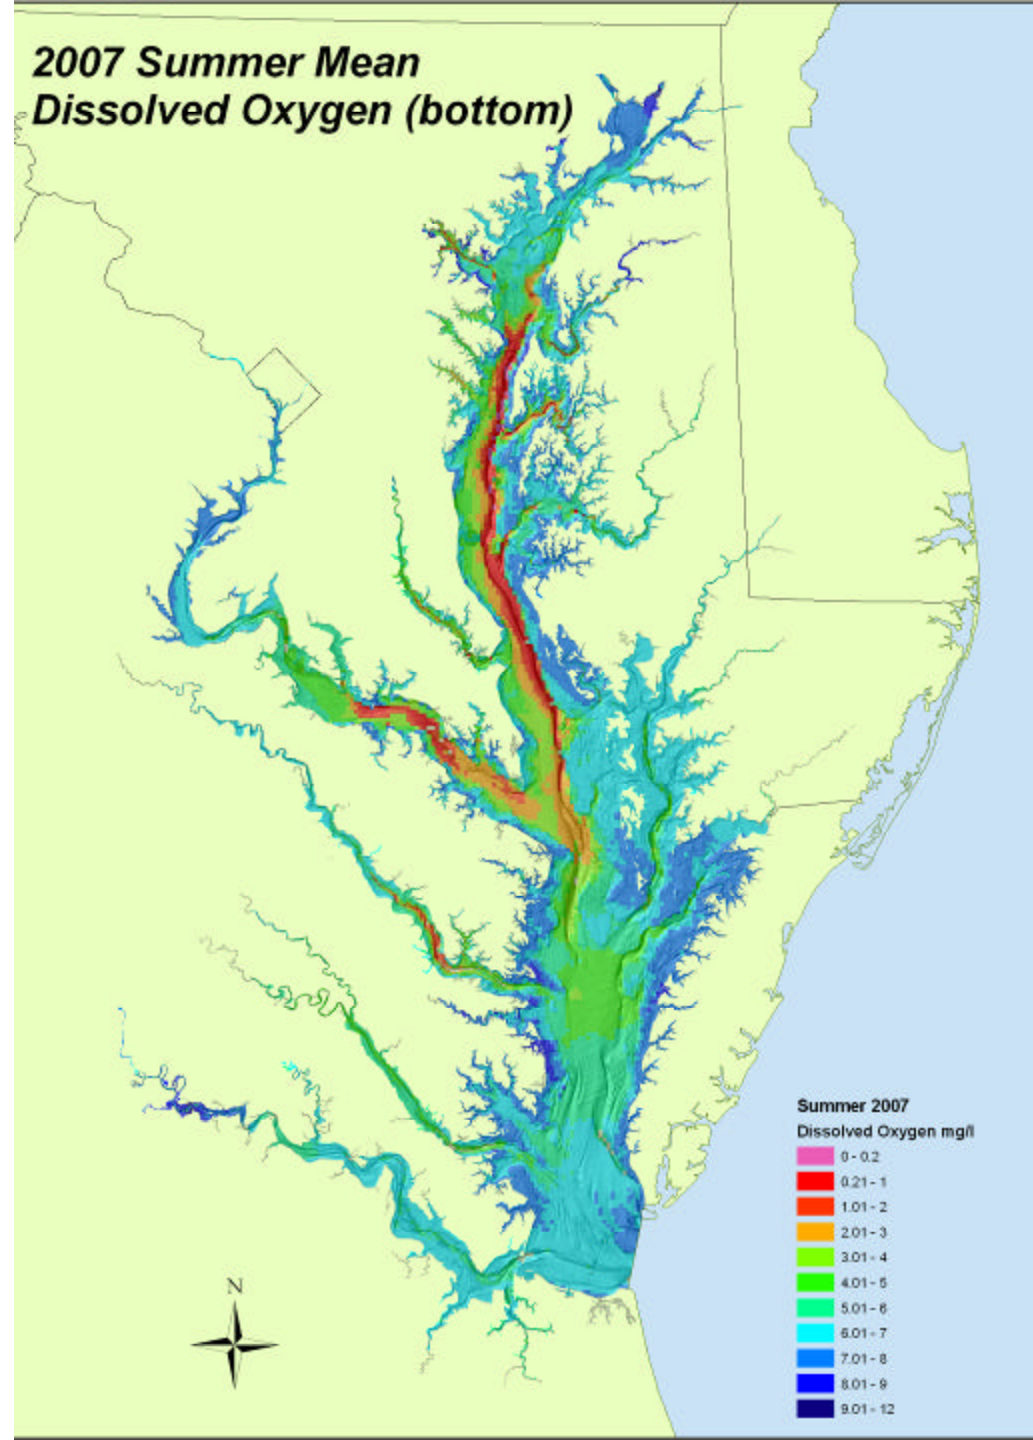 2007 Summer Mean
Dissolved Oxygen (bottom)
Summer 2007
Dissolved Oxygen mg/l
0 - 0.2
0.21 - 1
1.01 - 2
2.01 - 3
3.01 - 4
4.01 - 5
5.01 - 6
6.01 - 7
7.01 - 8
8.01 - 9
9.01 - 12
N